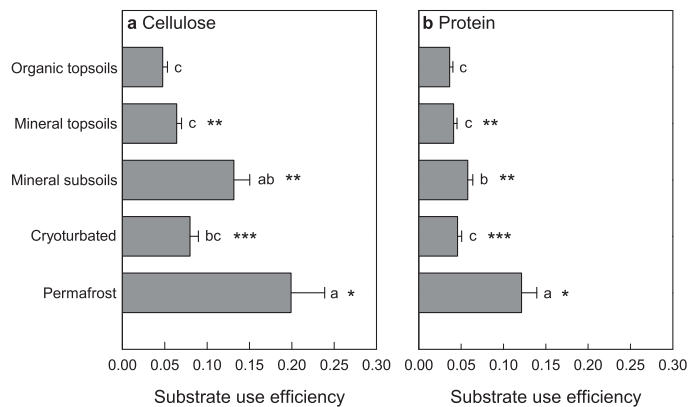 a Cellulose
b Protein
Organic topsoils
c
c
Mineral topsoils
c **
c **
Mineral subsoils
ab **
b **
Cryoturbated
bc ***
c ***
Permafrost
a *
a *
0.00 0.05 0.10 0.15 0.20 0.25 0.30
0.00 0.05 0.10 0.15 0.20 0.25 0.30
Substrate use efficiency
Substrate use efficiency